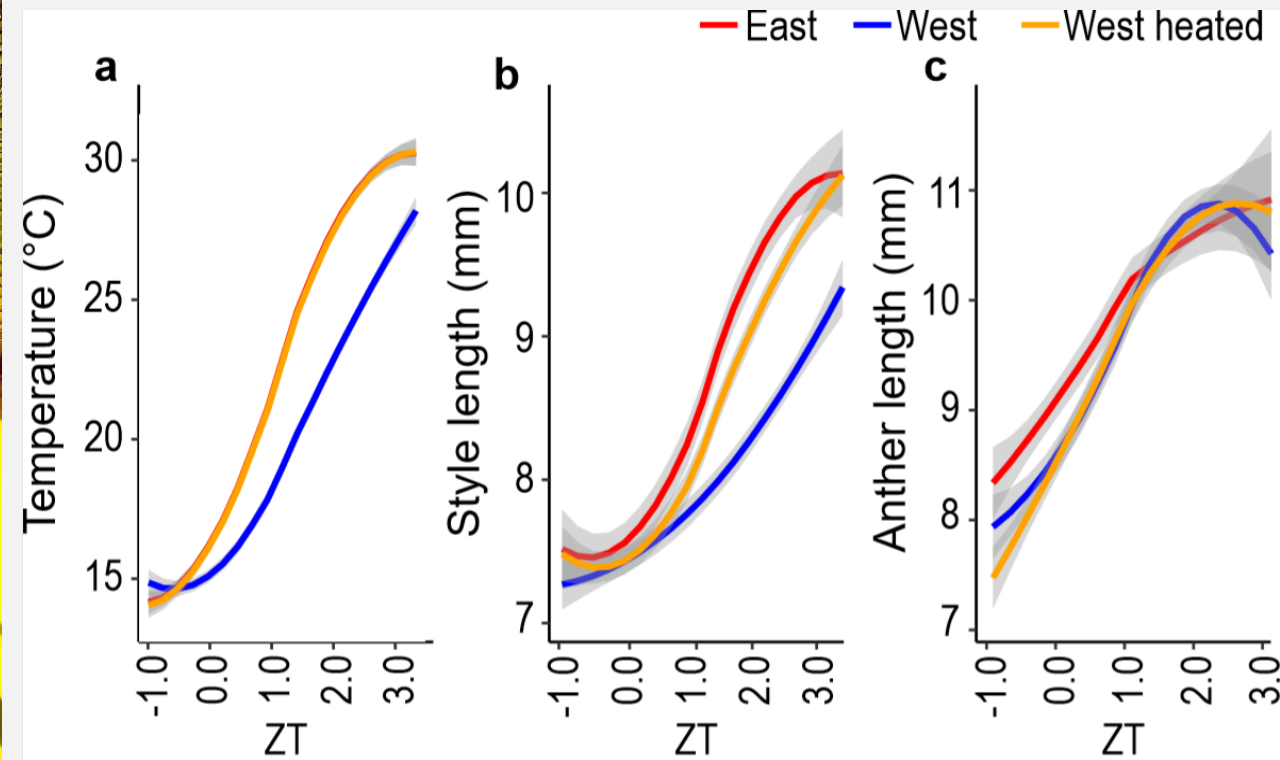 East West West heated
a b c
Temperature (°C)
30
25
20
15
-1.0 0.0 1.0 2.0 3.0
ZT
Style length (mm)
10
9
8
7
-1.0 0.0 1.0 2.0 3.0
ZT
Anther length (mm)
11
10
9
8
7
-1.0 0.0 1.0 2.0 3.0
ZT